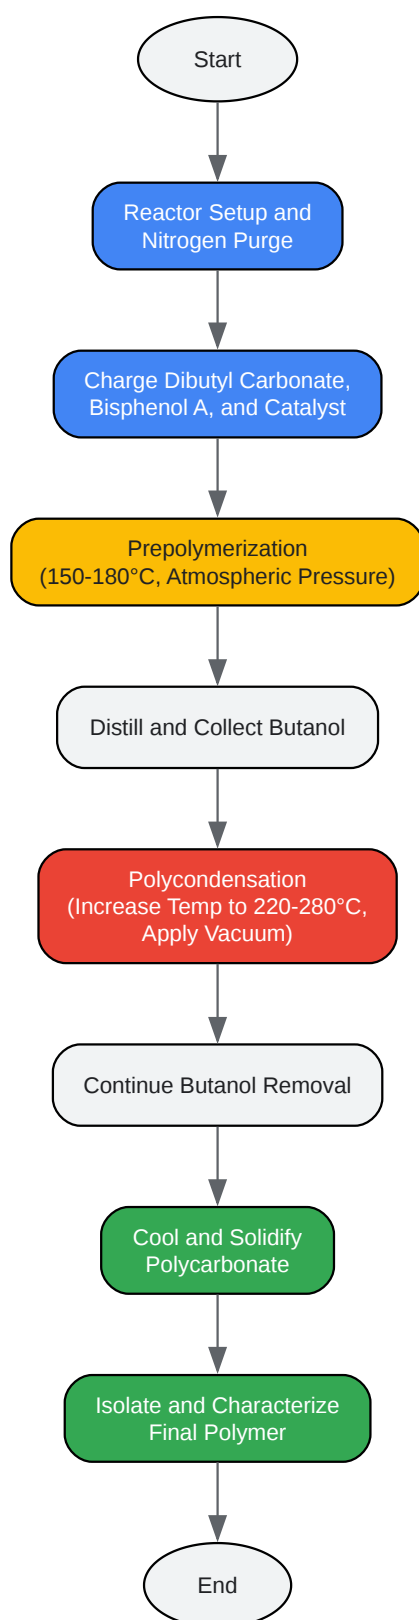 Start
Reactor Setup and
Nitrogen Purge
Charge Dibutyl Carbonate,
Bisphenol A, and Catalyst
Prepolymerization
(150-180°C, Atmospheric Pressure)
Distill and Collect Butanol
Polycondensation
(Increase Temp to 220-280°C,
Apply Vacuum)
Continue Butanol Removal
Cool and Solidify
Polycarbonate
Isolate and Characterize
Final Polymer
End